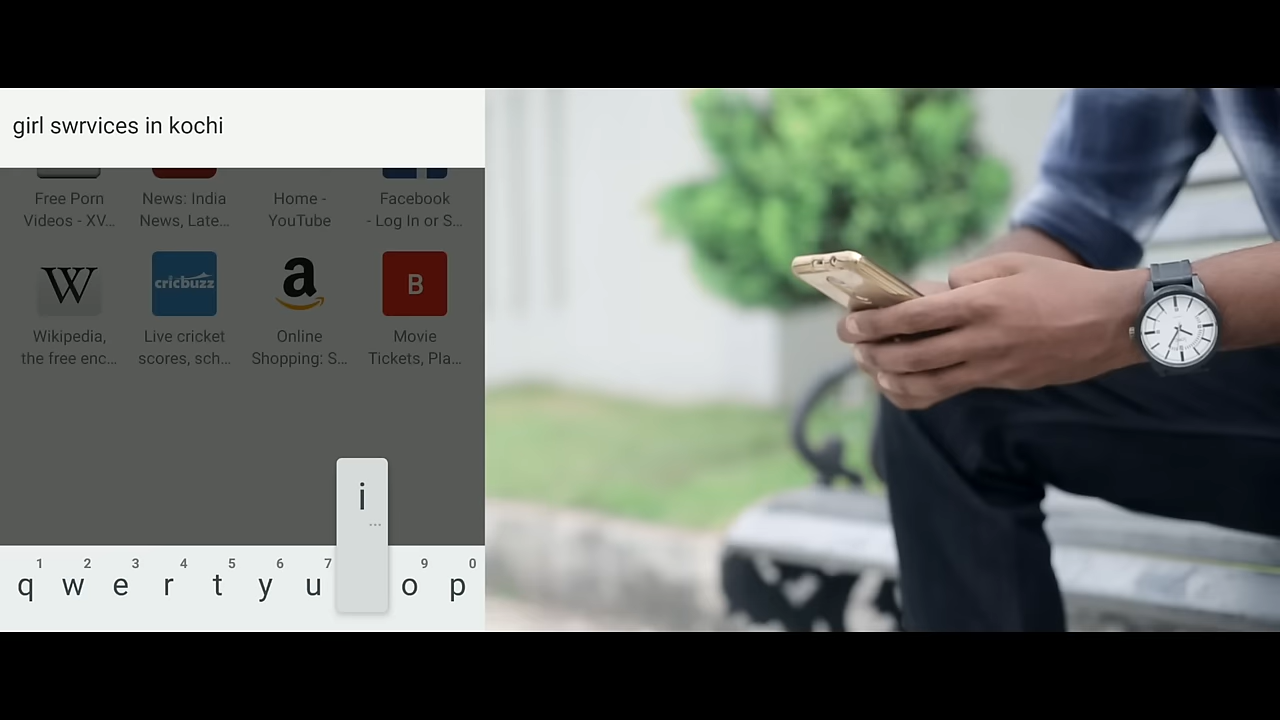 girl swrvices in kochi
Free Porn
Videos - XV...
News: India
News, Late...
Home -
YouTube
Facebook
- Log In or S...
W
cricbuzz
a
B
Wikipedia,
the free enc...
Live cricket
scores, sch...
Online
Shopping: S...
Movie
Tickets, Pla...
i
...
1 2 3 4 5 6 7 9 0
q w e r t y u o p